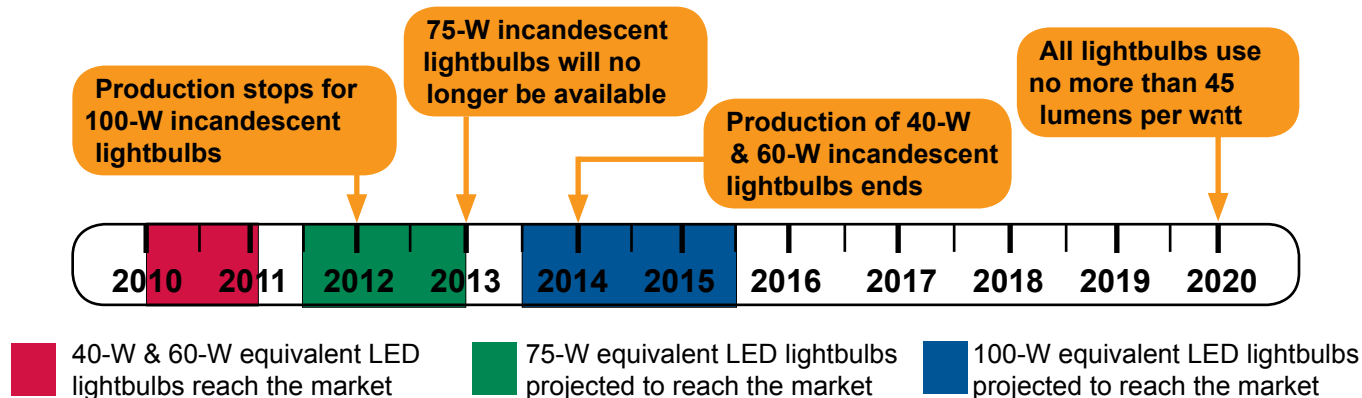 75-W incandescent
lightbulbs will no
longer be available
Production stops for
100-W incandescent
lightbulbs
All lightbulbs use
no more than 45
lumens per watt
Production of 40-W
& 60-W incandescent
lightbulbs ends
2010 2011 2012 2013 2014 2015 2016 2017 2018 2019 2020
40-W & 60-W equivalent LED
lightbulbs reach the market
75-W equivalent LED lightbulbs
projected to reach the market
100-W equivalent LED lightbulbs
projected to reach the market